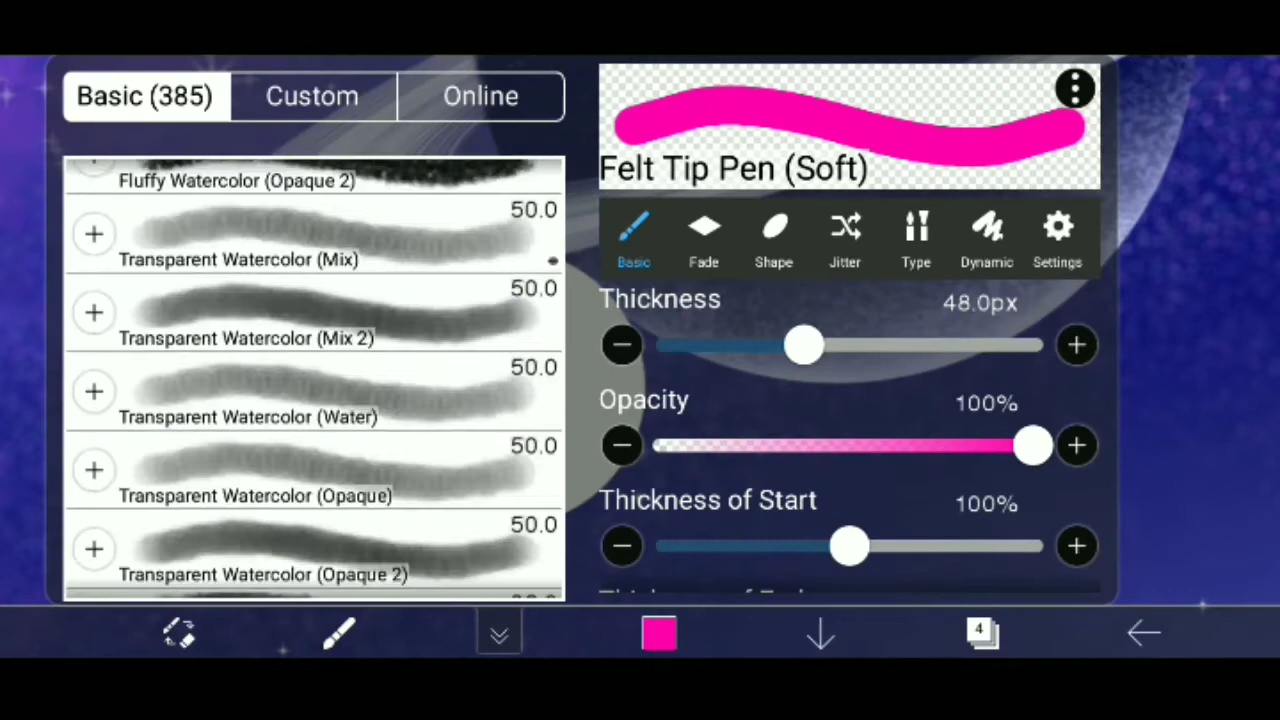 Basic (385)
Custom
Online
Fluffy Watercolor (Opaque 2)
50.0
Transparent Watercolor (Mix)
50.0
Transparent Watercolor (Mix 2)
50.0
Transparent Watercolor (Water)
50.0
Transparent Watercolor (Opaque)
50.0
Transparent Watercolor (Opaque 2)
Felt Tip Pen (Soft)
Basic
Fade
Shape
Jitter
Type
Dynamic
Settings
Thickness
48.0px
Opacity
100%
Thickness of Start
100%
4